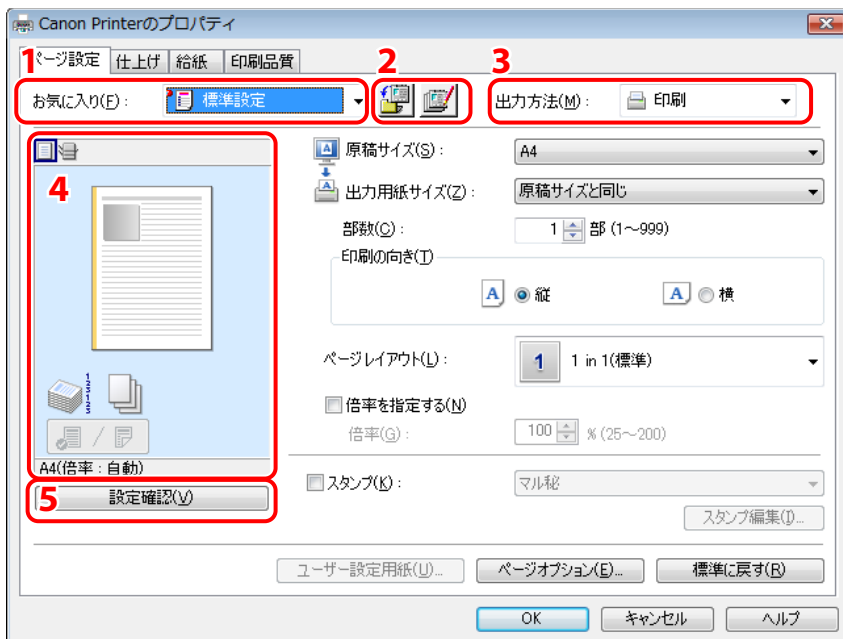 Canon Printerのプロパティ
ページ設定 仕上げ 給紙 印刷品質
1 2 3
お気に入り(F): 標準設定 出力方法(M): 印刷
4
原稿サイズ(S): A4
出力用紙サイズ(Z): 原稿サイズと同じ
部数(C): 1 部 (1～999)
印刷の向き(T)
A 縦 A 横
ページレイアウト(L): 1 1 in 1(標準)
倍率を指定する(N)
倍率(G): 100 % (25～200)
A4(倍率:自動)
5 設定確認(V)
スタンプ(K): マル秘
スタンプ編集(I)...
ユーザー設定用紙(U)... ページオプション(E)... 標準に戻す(R)
OK キャンセル ヘルプ